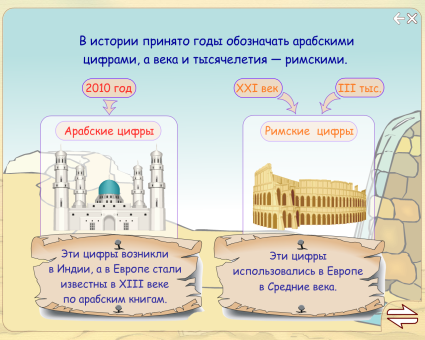 В истории принято годы обозначать арабскими
цифрами, а века и тысячелетия — римскими.
2010 год
XXI век
III тыс.
Арабские цифры
Римские цифры
Эти цифры возникли
в Индии, а в Европе стали
известны в XIII веке
по арабским книгам.
Эти цифры
использовались в Европе
в Средние века.